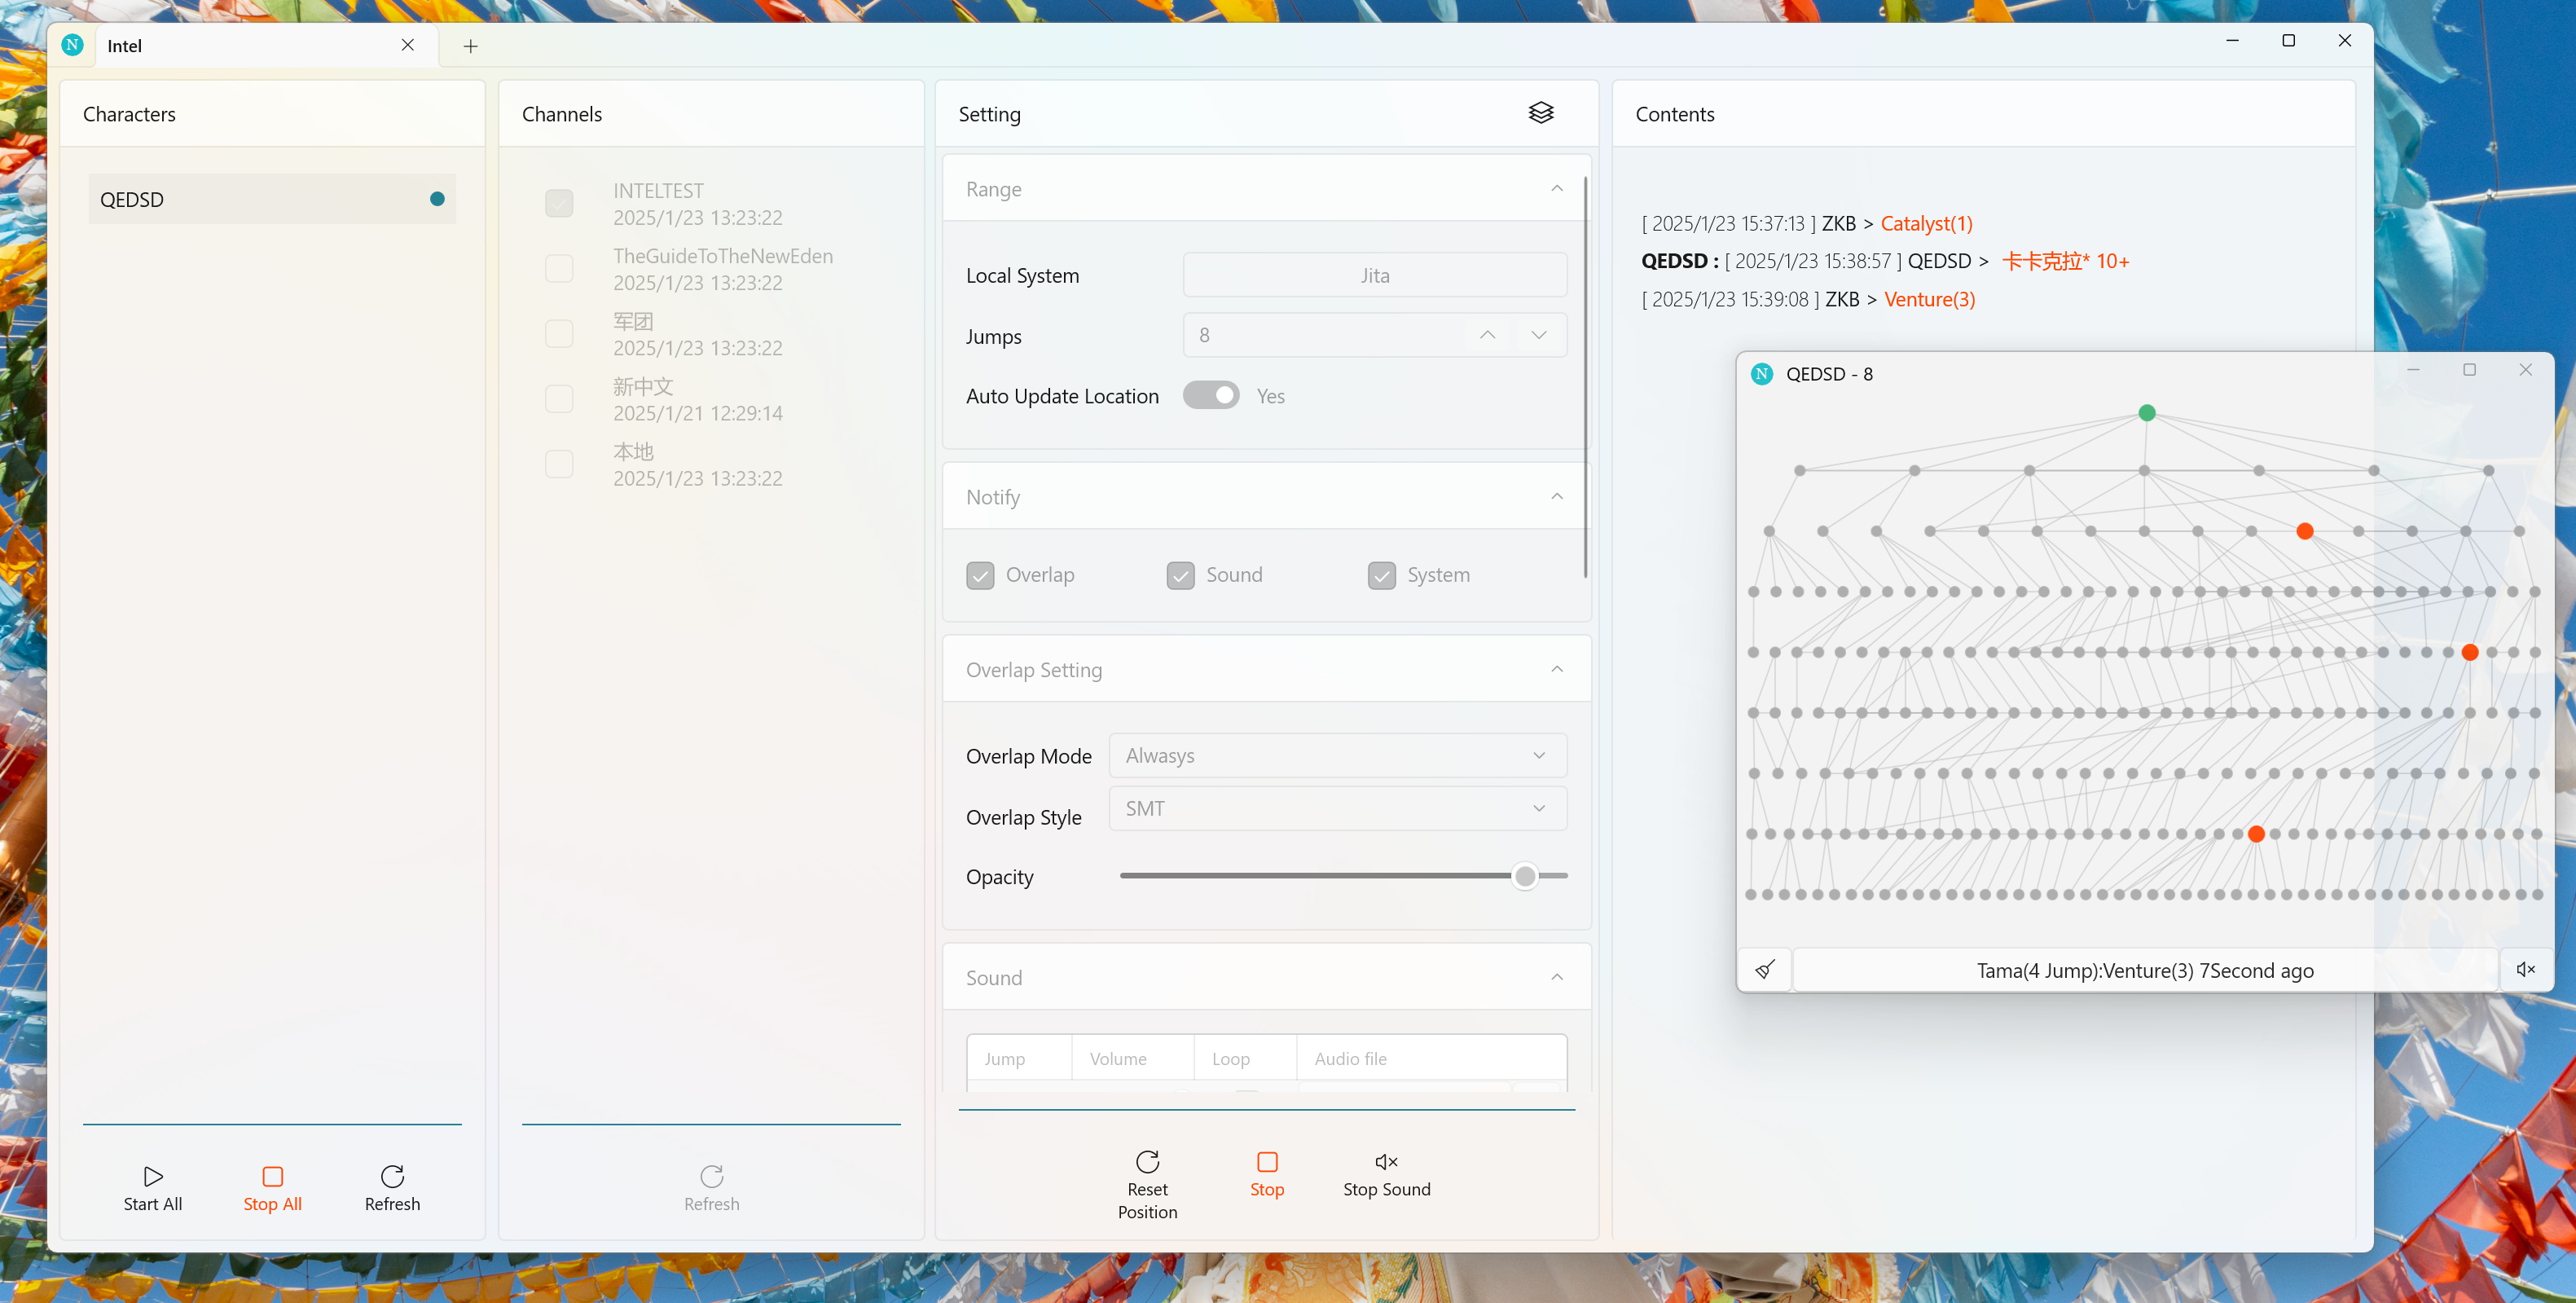 N Intel
Characters
QEDSD
Start All
Stop All
Refresh
Channels
INTELTEST
2025/1/23 13:23:22
TheGuideToTheNewEden
2025/1/23 13:23:22
军团
2025/1/23 13:23:22
新中文
2025/1/21 12:29:14
本地
2025/1/23 13:23:22
Refresh
Setting
Range
Local System Jita
Jumps 8
Auto Update Location Yes
Notify
Overlap Sound System
Overlap Setting
Overlap Mode Alwasys
Overlap Style SMT
Opacity
Sound
Jump Volume Loop Audio file
Reset
Position
Stop
Stop Sound
Contents
[ 2025/1/23 15:37:13 ] ZKB > Catalyst(1)
QEDSD : [ 2025/1/23 15:38:57 ] QEDSD > 卡卡克拉* 10+
[ 2025/1/23 15:39:08 ] ZKB > Venture(3)
N QEDSD - 8
Tama(4 Jump):Venture(3) 7Second ago